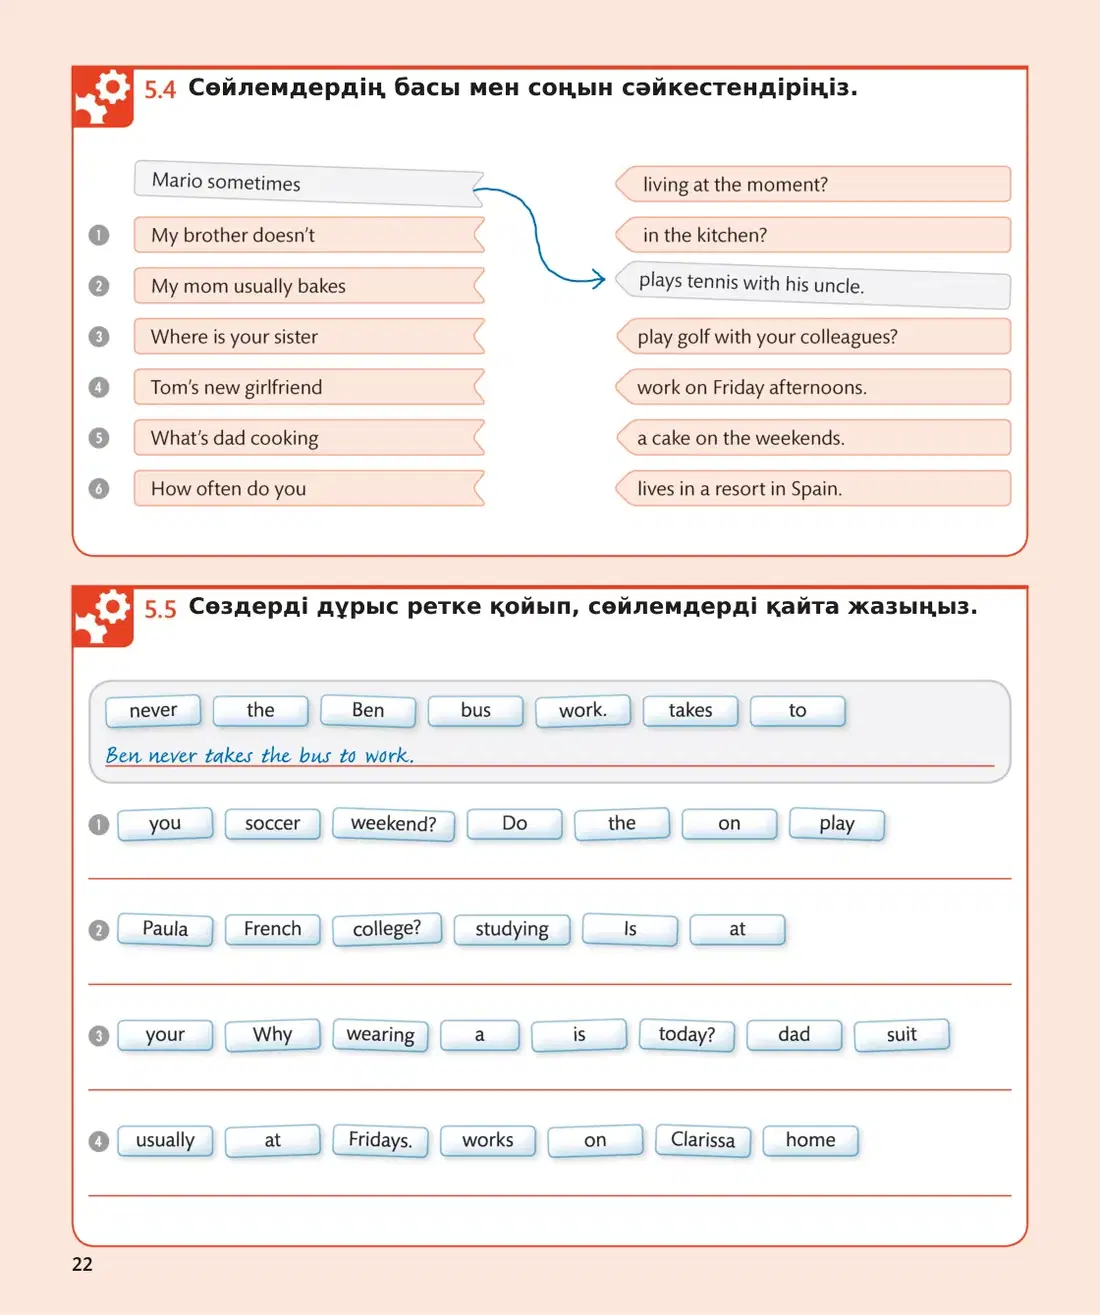 5.4 Сөйлемдердің басы мен соңын сәйкестендіріңіз.
Mario sometimes
living at the moment?
1 My brother doesn't
in the kitchen?
2 My mom usually bakes
plays tennis with his uncle.
3 Where is your sister
play golf with your colleagues?
4 Tom's new girlfriend
work on Friday afternoons.
5 What's dad cooking
a cake on the weekends.
6 How often do you
lives in a resort in Spain.
5.5 Сөздерді дұрыс ретке қойып, сөйлемдерді қайта жазыңыз.
never the Ben bus work. takes to
Ben never takes the bus to work.
1 you soccer weekend? Do the on play
2 Paula French college? studying Is at
3 your Why wearing a is today? dad suit
4 usually at Fridays. works on Clarissa home
22